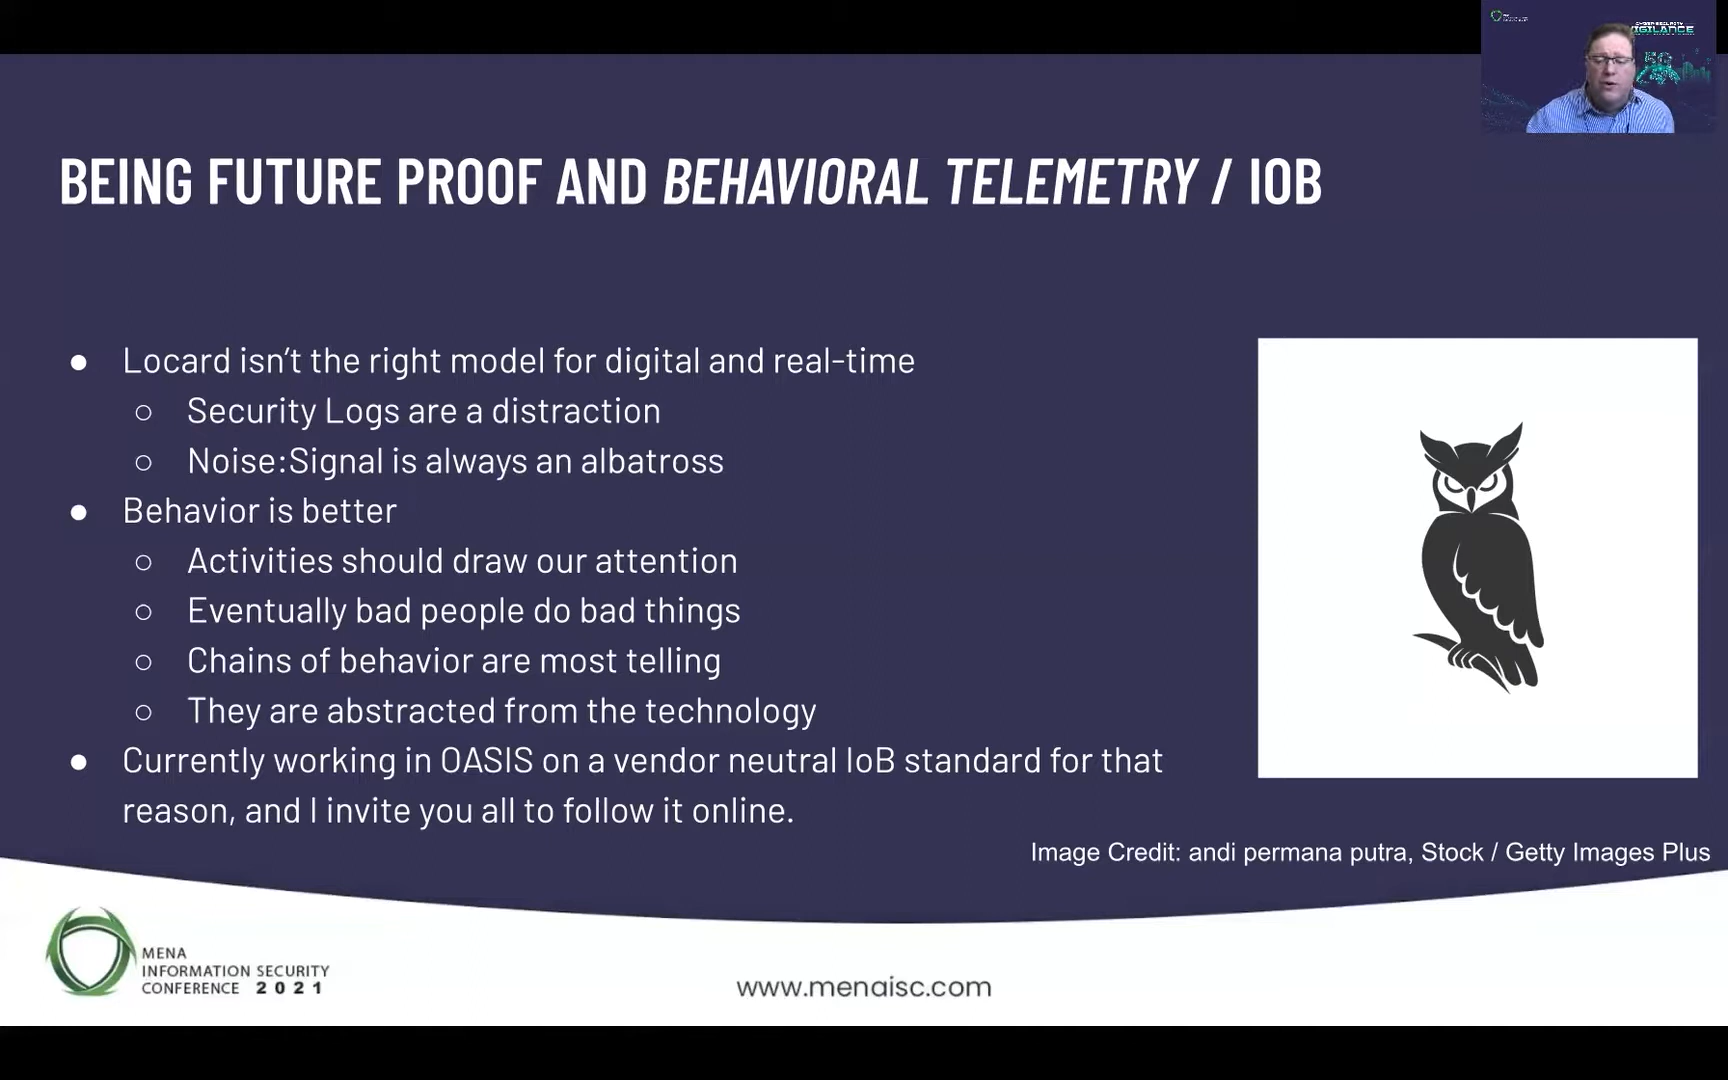 CYBER SECURITY
VIGILANCE
5G
BEING FUTURE PROOF AND BEHAVIORAL TELEMETRY / IOB
● Locard isn't the right model for digital and real-time
○ Security Logs are a distraction
○ Noise:Signal is always an albatross
● Behavior is better
○ Activities should draw our attention
○ Eventually bad people do bad things
○ Chains of behavior are most telling
○ They are abstracted from the technology
● Currently working in OASIS on a vendor neutral IoB standard for that
reason, and I invite you all to follow it online.
Image Credit: andi permana putra, Stock / Getty Images Plus
MENA
INFORMATION SECURITY
CONFERENCE 2021
www.menaisc.com